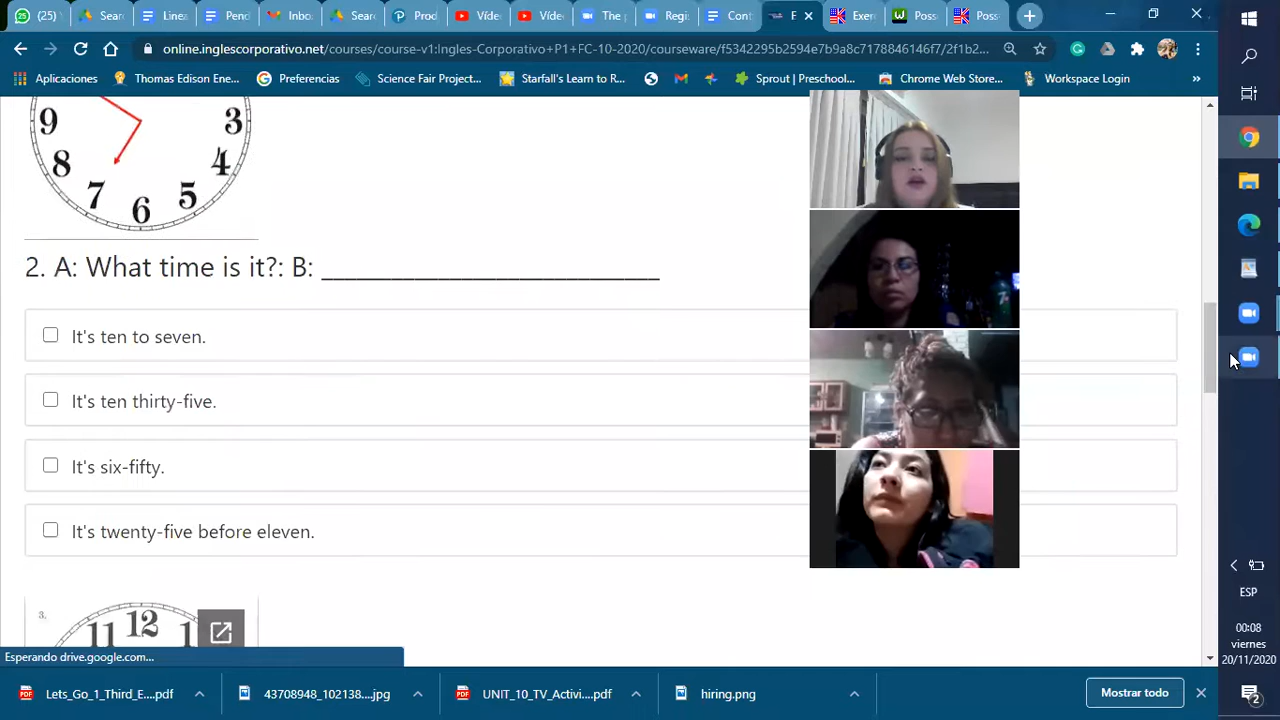 (25)
Sear
Linea
Pend
Inbo
Sear
Prod
Víde
Víde
The p
Regi
Cont
E
Exer
Poss
Poss
online.inglescorporativo.net/courses/course-v1:Ingles-Corporativo+P1+FC-10-2020/courseware/f5342295b2594e7b9a8c7178846146f7/2f1b2...
Aplicaciones
Thomas Edison Ene...
Preferencias
Science Fair Project...
Starfall's Learn to R...
Sprout | Preschool...
Chrome Web Store...
Workspace Login
»
9 3
8 4
7 5
6
2. A: What time is it?: B: ______________________________
It's ten to seven.
It's ten thirty-five.
It's six-fifty.
It's twenty-five before eleven.
3.
11 12 1
Esperando drive.google.com...
Lets_Go_1_Third_E....pdf
43708948_102138....jpg
UNIT_10_TV_Activi....pdf
hiring.png
Mostrar todo
ESP
00:08
viernes
20/11/2020
2